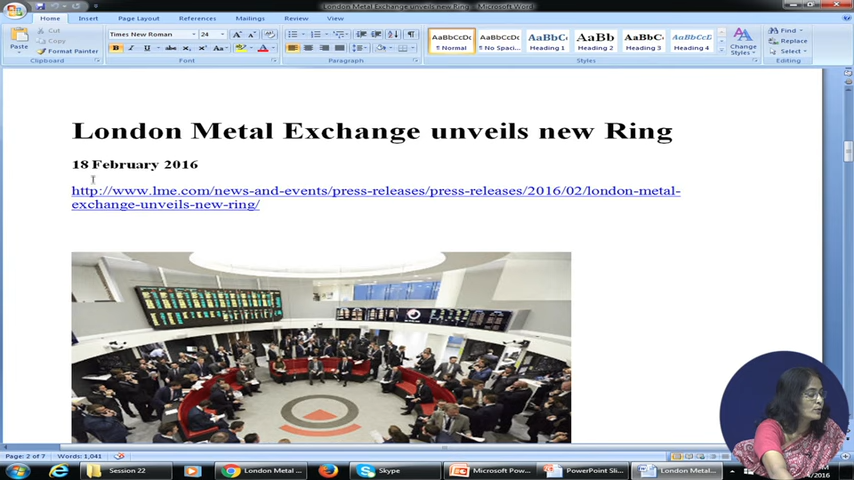 London Metal Exchange unveils new Ring - Microsoft Word
Home Insert Page Layout References Mailings Review View
Paste
Cut
Copy
Format Painter
Clipboard
Times New Roman 24
Font
Paragraph
AaBbCcDc AaBbCcDc AaBbC AaBb AaBbCc AaBbCcDc
¶ Normal ¶ No Spaci... Heading 1 Heading 2 Heading 3 Heading 4
Change
Styles
Styles
Find
Replace
Select
Editing
London Metal Exchange unveils new Ring
18 February 2016
http://www.lme.com/news-and-events/press-releases/press-releases/2016/02/london-metal-
exchange-unveils-new-ring/
Page: 2 of 7 Words: 1,041
Session 22
London Metal ...
Skype
Microsoft Pow...
PowerPoint Sli...
London Metal...